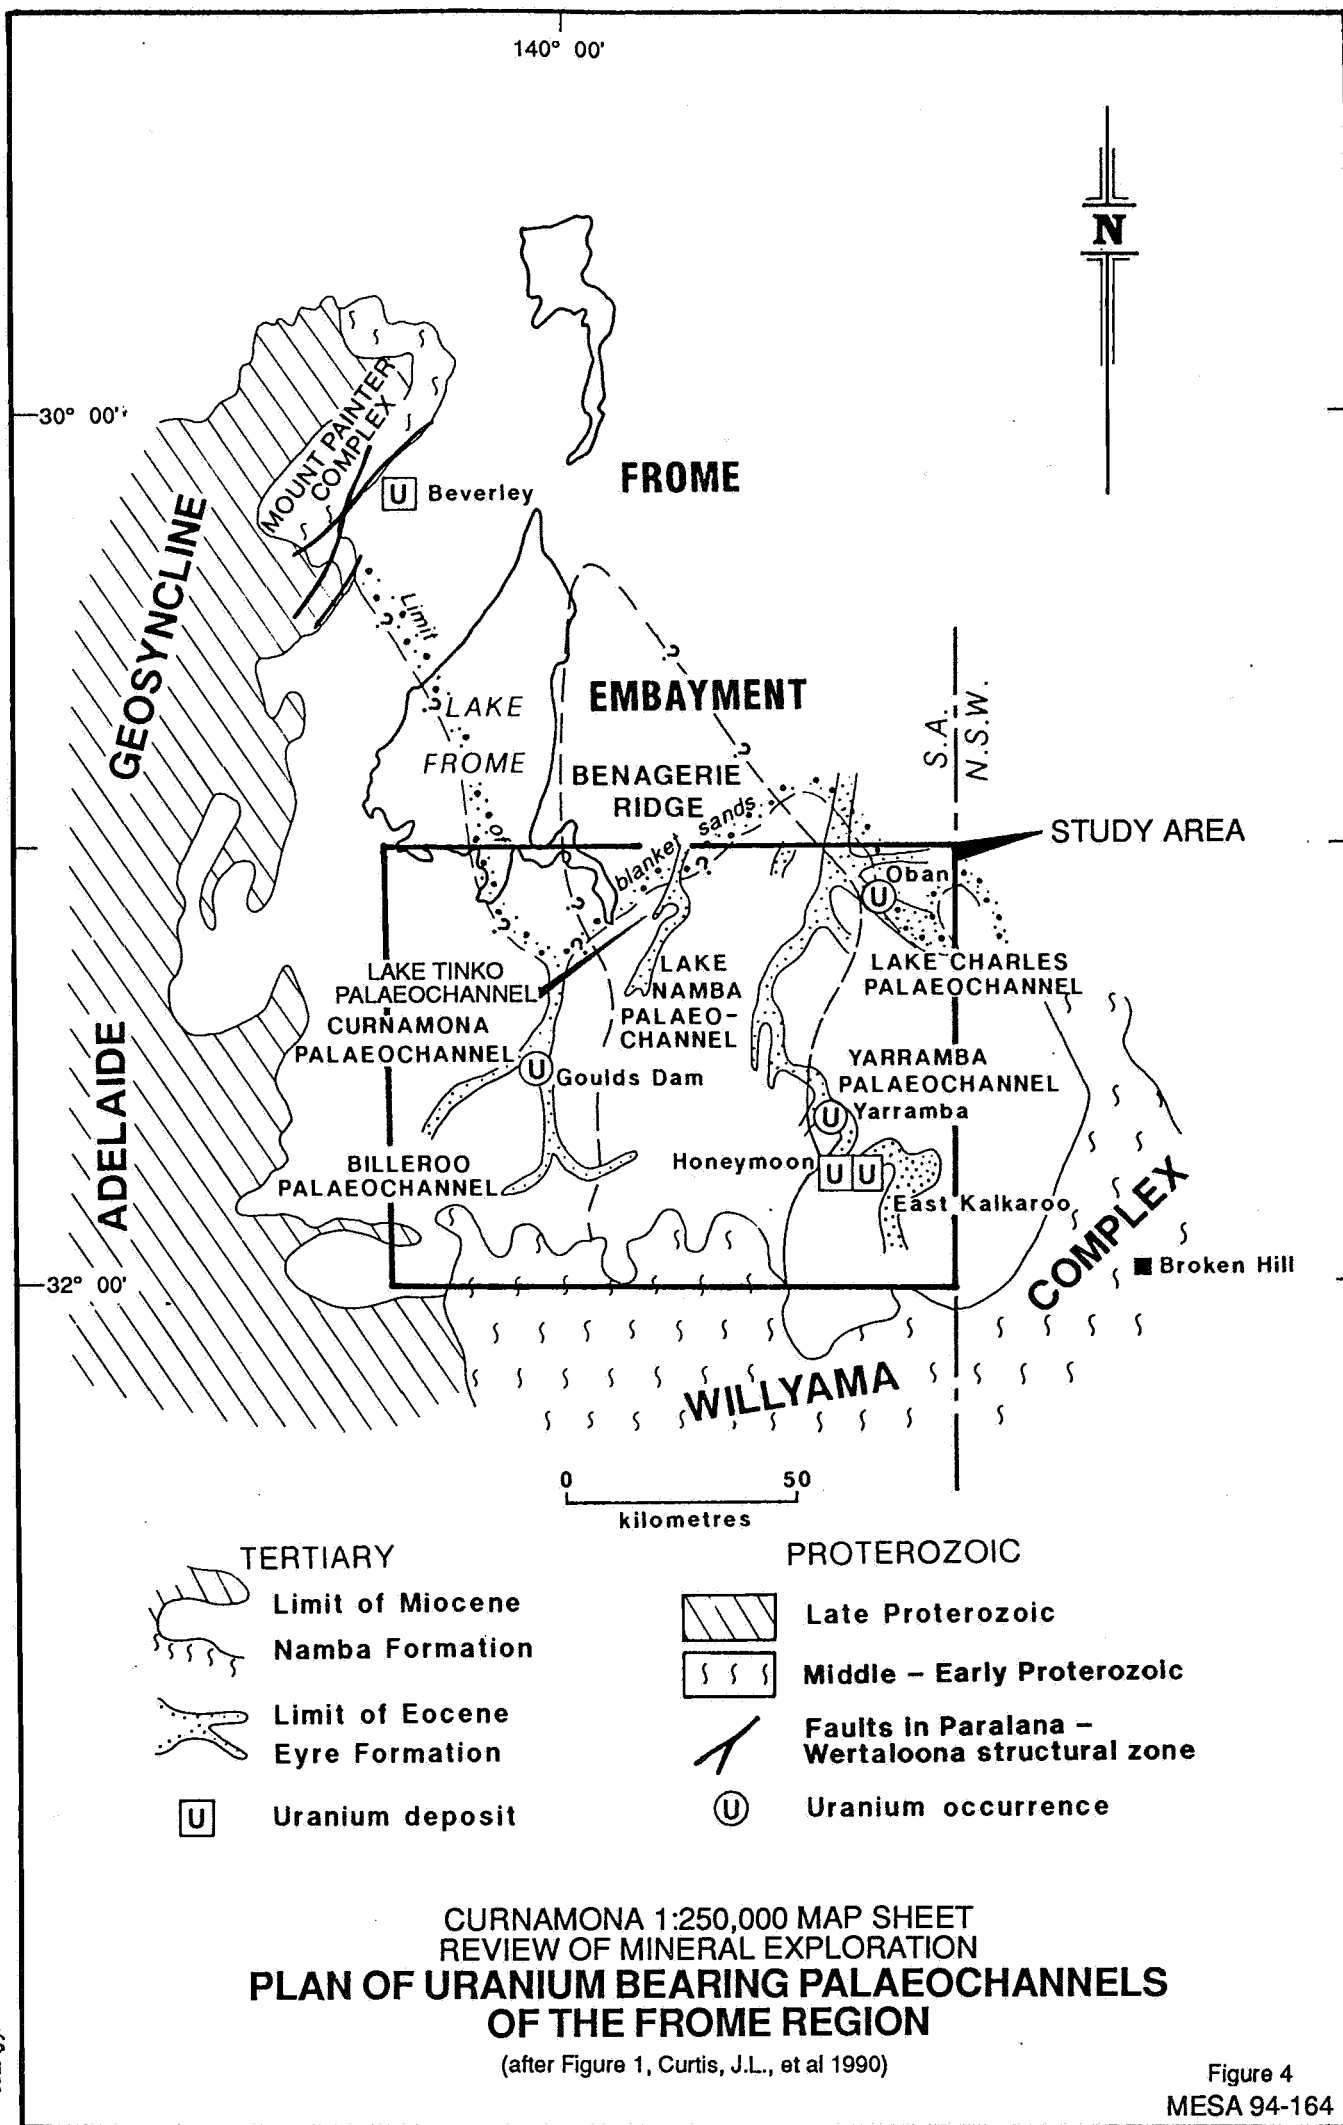 140° 00'
N
30° 00'
MOUNT PAINTER
COMPLEX
U Beverley
FROME
GEOSYNCLINE
Limit
?
?
LAKE
EMBAYMENT
?
FROME
S.A.
N.S.W.
?
BENAGERIE
RIDGE
of
blanket sands
STUDY AREA
?
Oban
U
?
?
?
LAKE TINKO
PALAEOCHANNEL
LAKE
NAMBA
PALAEO-
CHANNEL
LAKE CHARLES
PALAEOCHANNEL
CURNAMONA
PALAEOCHANNEL
U
Goulds Dam
YARRAMBA
PALAEOCHANNEL
U
Yarramba
ADELAIDE
BILLEROO
PALAEOCHANNEL
Honeymoon
U U
East Kalkaroo
COMPLEX
Broken Hill
32° 00'
WILLYAMA
0 50
kilometres
TERTIARY
Limit of Miocene
Namba Formation
Limit of Eocene
Eyre Formation
U Uranium deposit
PROTEROZOIC
Late Proterozoic
Middle – Early Proterozoic
Faults in Paralana –
Wertaloona structural zone
U Uranium occurrence
CURNAMONA 1:250,000 MAP SHEET
REVIEW OF MINERAL EXPLORATION
PLAN OF URANIUM BEARING PALAEOCHANNELS
OF THE FROME REGION
(after Figure 1, Curtis, J.L., et al 1990)
Figure 4
MESA 94-164